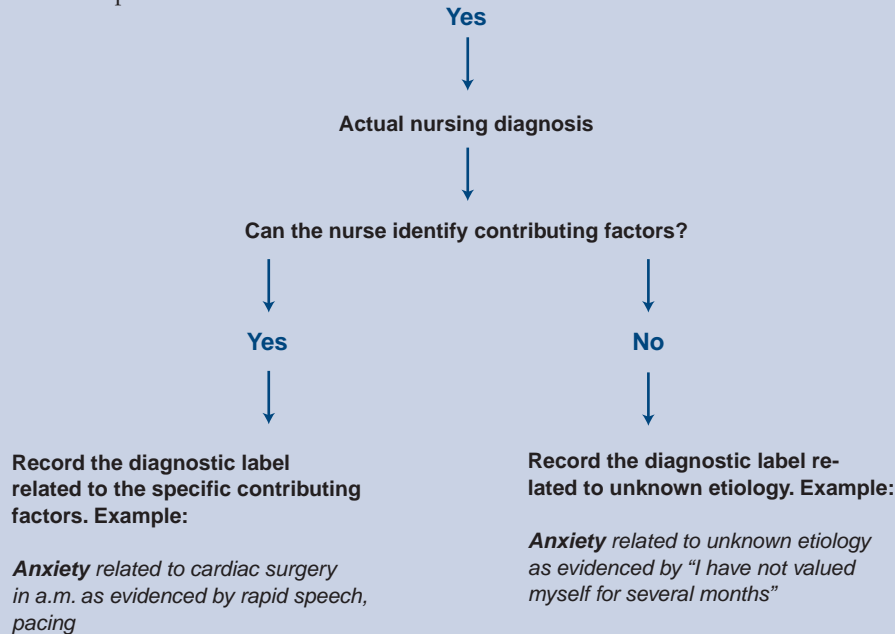 Yes
Actual nursing diagnosis
Can the nurse identify contributing factors?
Yes
No
Record the diagnostic label
related to the specific contributing
factors. Example:
Anxiety related to cardiac surgery
in a.m. as evidenced by rapid speech,
pacing
Record the diagnostic label re-
lated to unknown etiology. Example:
Anxiety related to unknown etiology
as evidenced by “I have not valued
myself for several months”